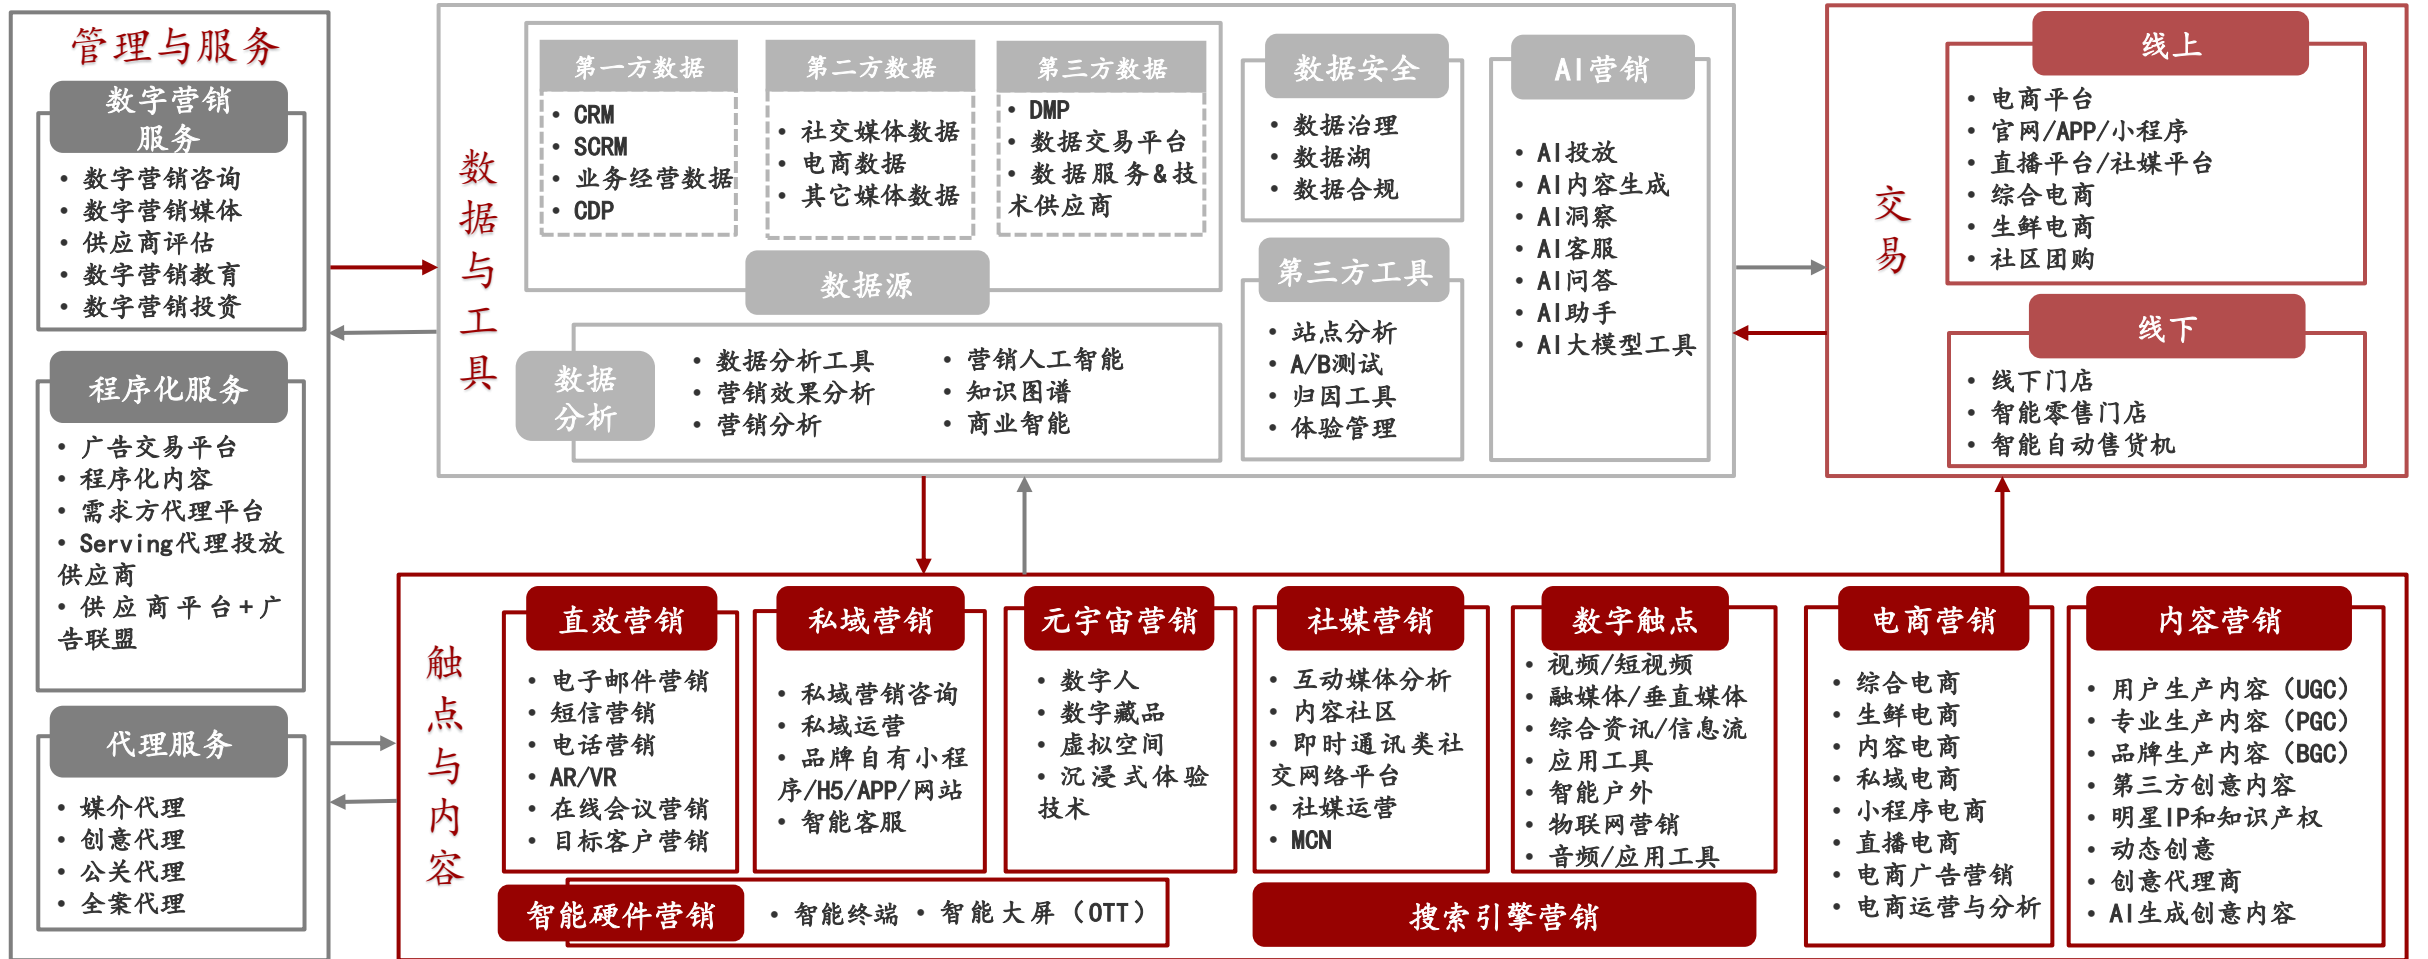 管理与服务
数字营销
服务
• 数字营销咨询
• 数字营销媒体
• 供应商评估
• 数字营销教育
• 数字营销投资
程序化服务
• 广告交易平台
• 程序化内容
• 需求方代理平台
• Serving代理投放
供应商
• 供应商平台+广
告联盟
代理服务
• 媒介代理
• 创意代理
• 公关代理
• 全案代理
数据与工具
第一方数据
• CRM
• SCRM
• 业务经营数据
• CDP
第二方数据
• 社交媒体数据
• 电商数据
• 其它媒体数据
第三方数据
• DMP
• 数据交易平台
• 数据服务&技
术供应商
数据源
数据
分析
• 数据分析工具
• 营销效果分析
• 营销分析
• 营销人工智能
• 知识图谱
• 商业智能
数据安全
• 数据治理
• 数据湖
• 数据合规
第三方工具
• 站点分析
• A/B测试
• 归因工具
• 体验管理
AI营销
• AI投放
• AI内容生成
• AI洞察
• AI客服
• AI问答
• AI助手
• AI大模型工具
交易
线上
• 电商平台
• 官网/APP/小程序
• 直播平台/社媒平台
• 综合电商
• 生鲜电商
• 社区团购
线下
• 线下门店
• 智能零售门店
• 智能自动售货机
触点与内容
直效营销
• 电子邮件营销
• 短信营销
• 电话营销
• AR/VR
• 在线会议营销
• 目标客户营销
私域营销
• 私域营销咨询
• 私域运营
• 品牌自有小程
序/H5/APP/网站
• 智能客服
元宇宙营销
• 数字人
• 数字藏品
• 虚拟空间
• 沉浸式体验
技术
社媒营销
• 互动媒体分析
• 内容社区
• 即时通讯类社
交网络平台
• 社媒运营
• MCN
数字触点
• 视频/短视频
• 融媒体/垂直媒体
• 综合资讯/信息流
• 应用工具
• 智能户外
• 物联网营销
• 音频/应用工具
电商营销
• 综合电商
• 生鲜电商
• 内容电商
• 私域电商
• 小程序电商
• 直播电商
• 电商广告营销
• 电商运营与分析
内容营销
• 用户生产内容（UGC）
• 专业生产内容（PGC）
• 品牌生产内容（BGC）
• 第三方创意内容
• 明星IP和知识产权
• 动态创意
• 创意代理商
• AI生成创意内容
智能硬件营销
• 智能终端 • 智能大屏（OTT）
搜索引擎营销